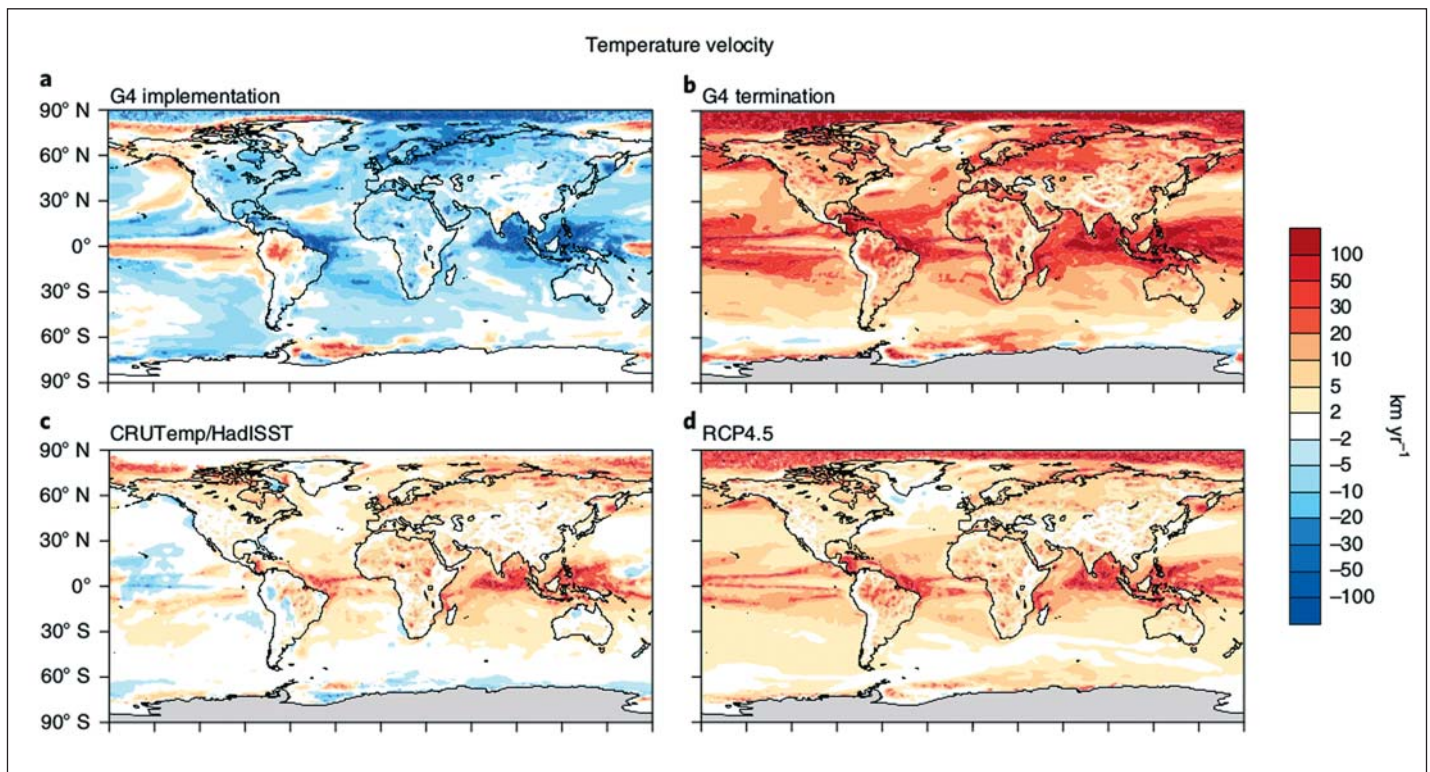 Temperature velocity
a
G4 implementation
90° N
60° N
30° N
0°
30° S
60° S
90° S
b
G4 termination
c
CRUTemp/HadISST
90° N
60° N
30° N
0°
30° S
60° S
90° S
d
RCP4.5
100
50
30
20
10
5
2
–2
–5
–10
–20
–30
–50
–100
km yr–1